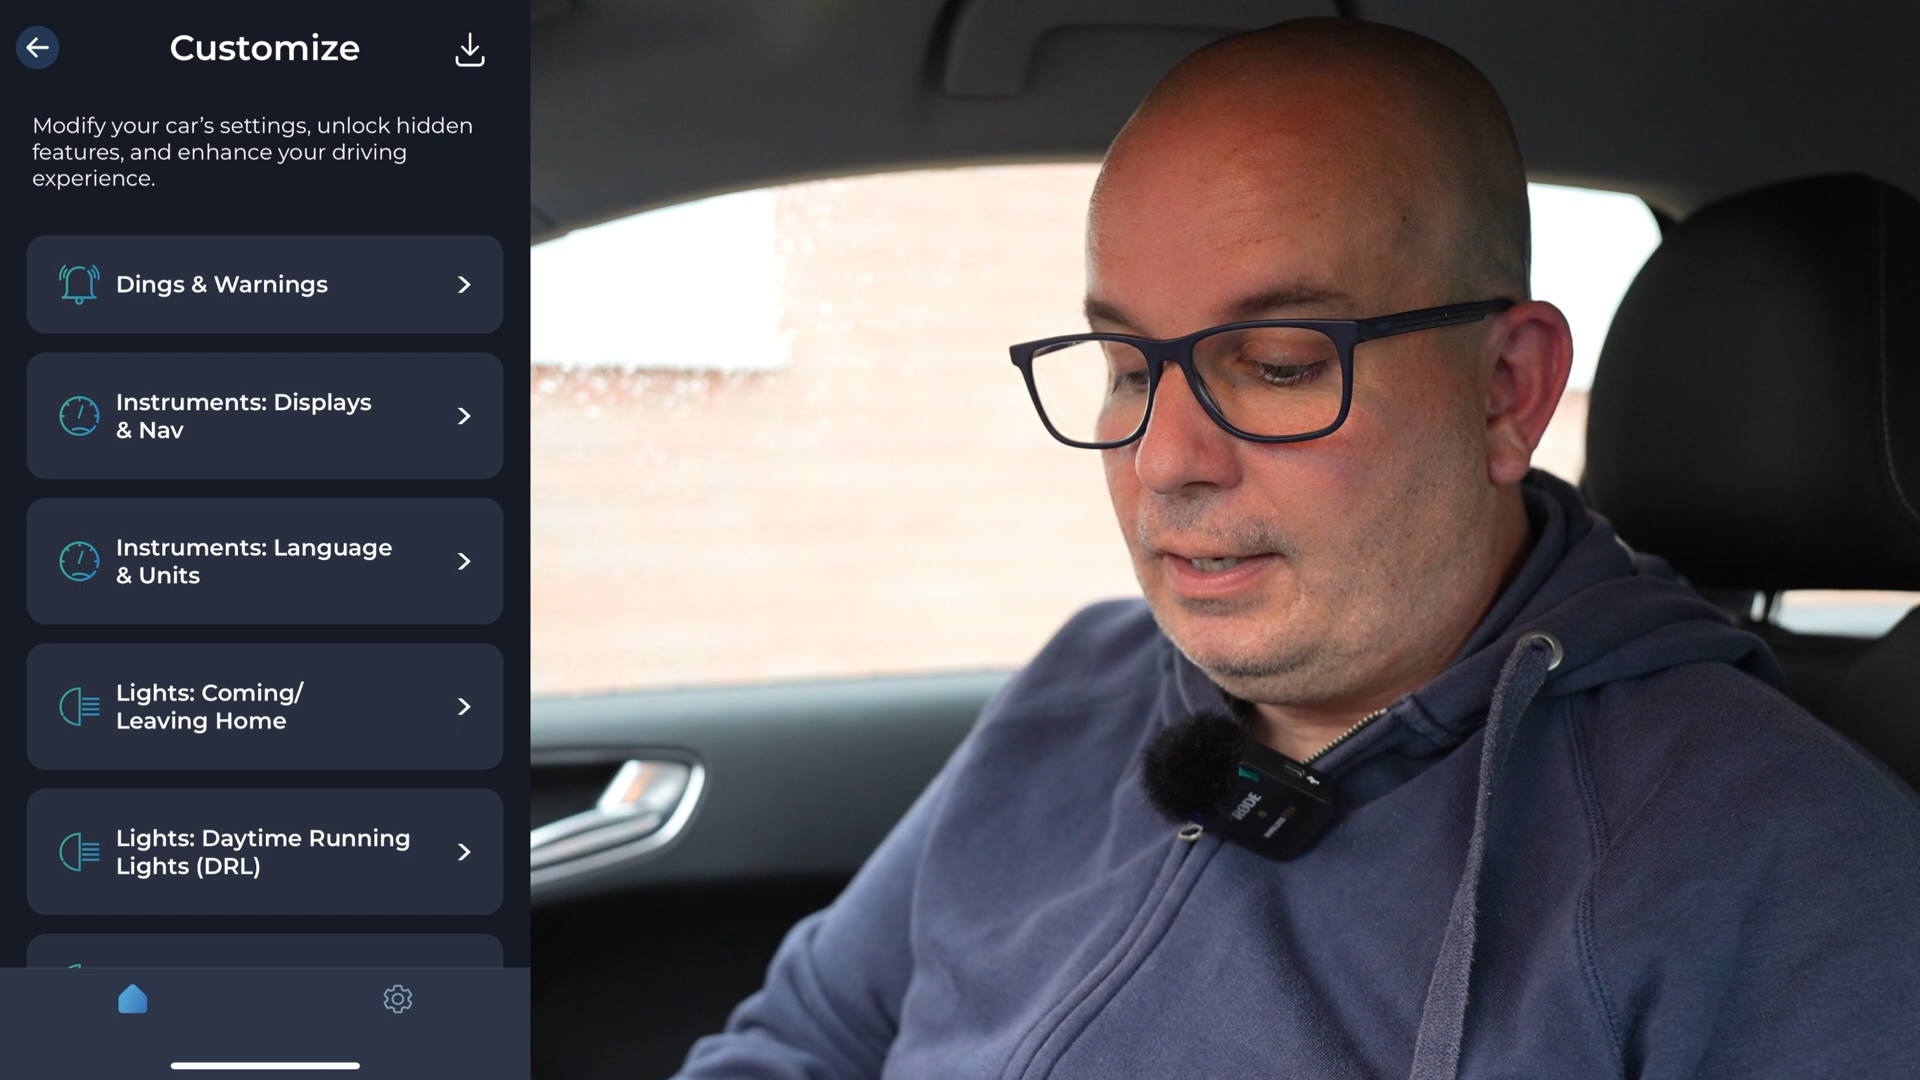 Customize
Modify your car’s settings, unlock hidden
features, and enhance your driving
experience.
Dings & Warnings
Instruments: Displays
& Nav
Instruments: Language
& Units
Lights: Coming/
Leaving Home
Lights: Daytime Running
Lights (DRL)
RØDE